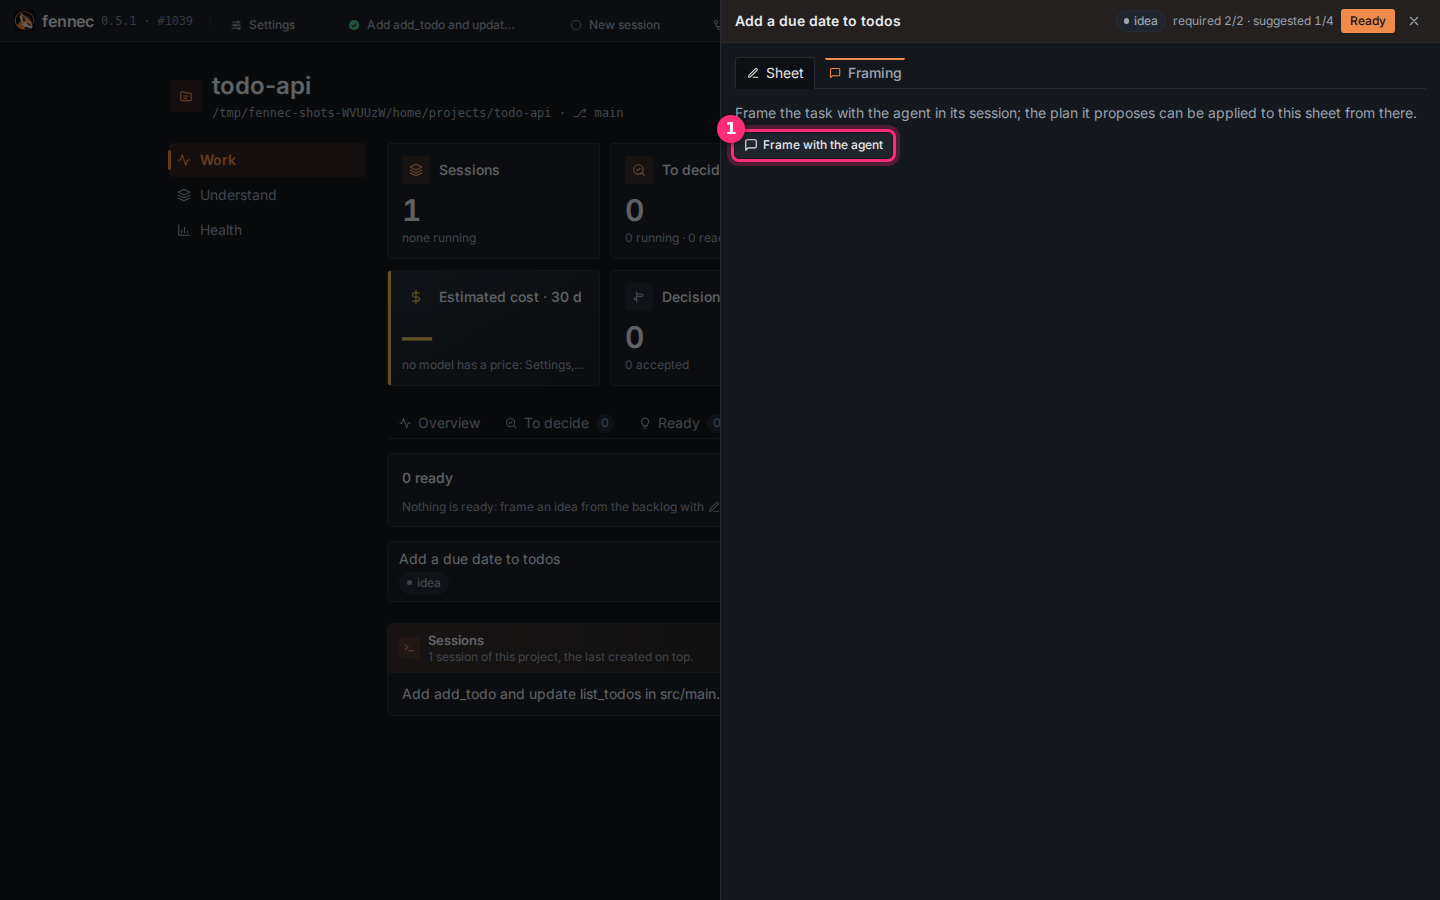 fennec 0.5.1 · #1039
Settings
Add add_todo and updat...
New session
Add a due date to todos
idea
required 2/2 · suggested 1/4
Ready
Sheet
Framing
Frame the task with the agent in its session; the plan it proposes can be applied to this sheet from there.
1
Frame with the agent
todo-api
/tmp/fennec-shots-WVUUzW/home/projects/todo-api · main
Work
Understand
Health
Sessions
1
none running
To decid
0
0 running · 0 rea
Estimated cost · 30 d
—
no model has a price: Settings,...
Decision
0
0 accepted
Overview
To decide 0
Ready 0
0 ready
Nothing is ready: frame an idea from the backlog with
Add a due date to todos
idea
Sessions
1 session of this project, the last created on top.
Add add_todo and update list_todos in src/main.